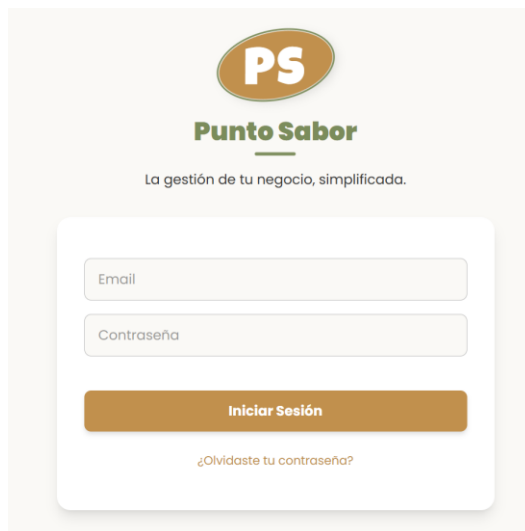 PS
Punto Sabor
La gestión de tu negocio, simplificada.
Email
Contraseña
Iniciar Sesión
¿Olvidaste tu contraseña?